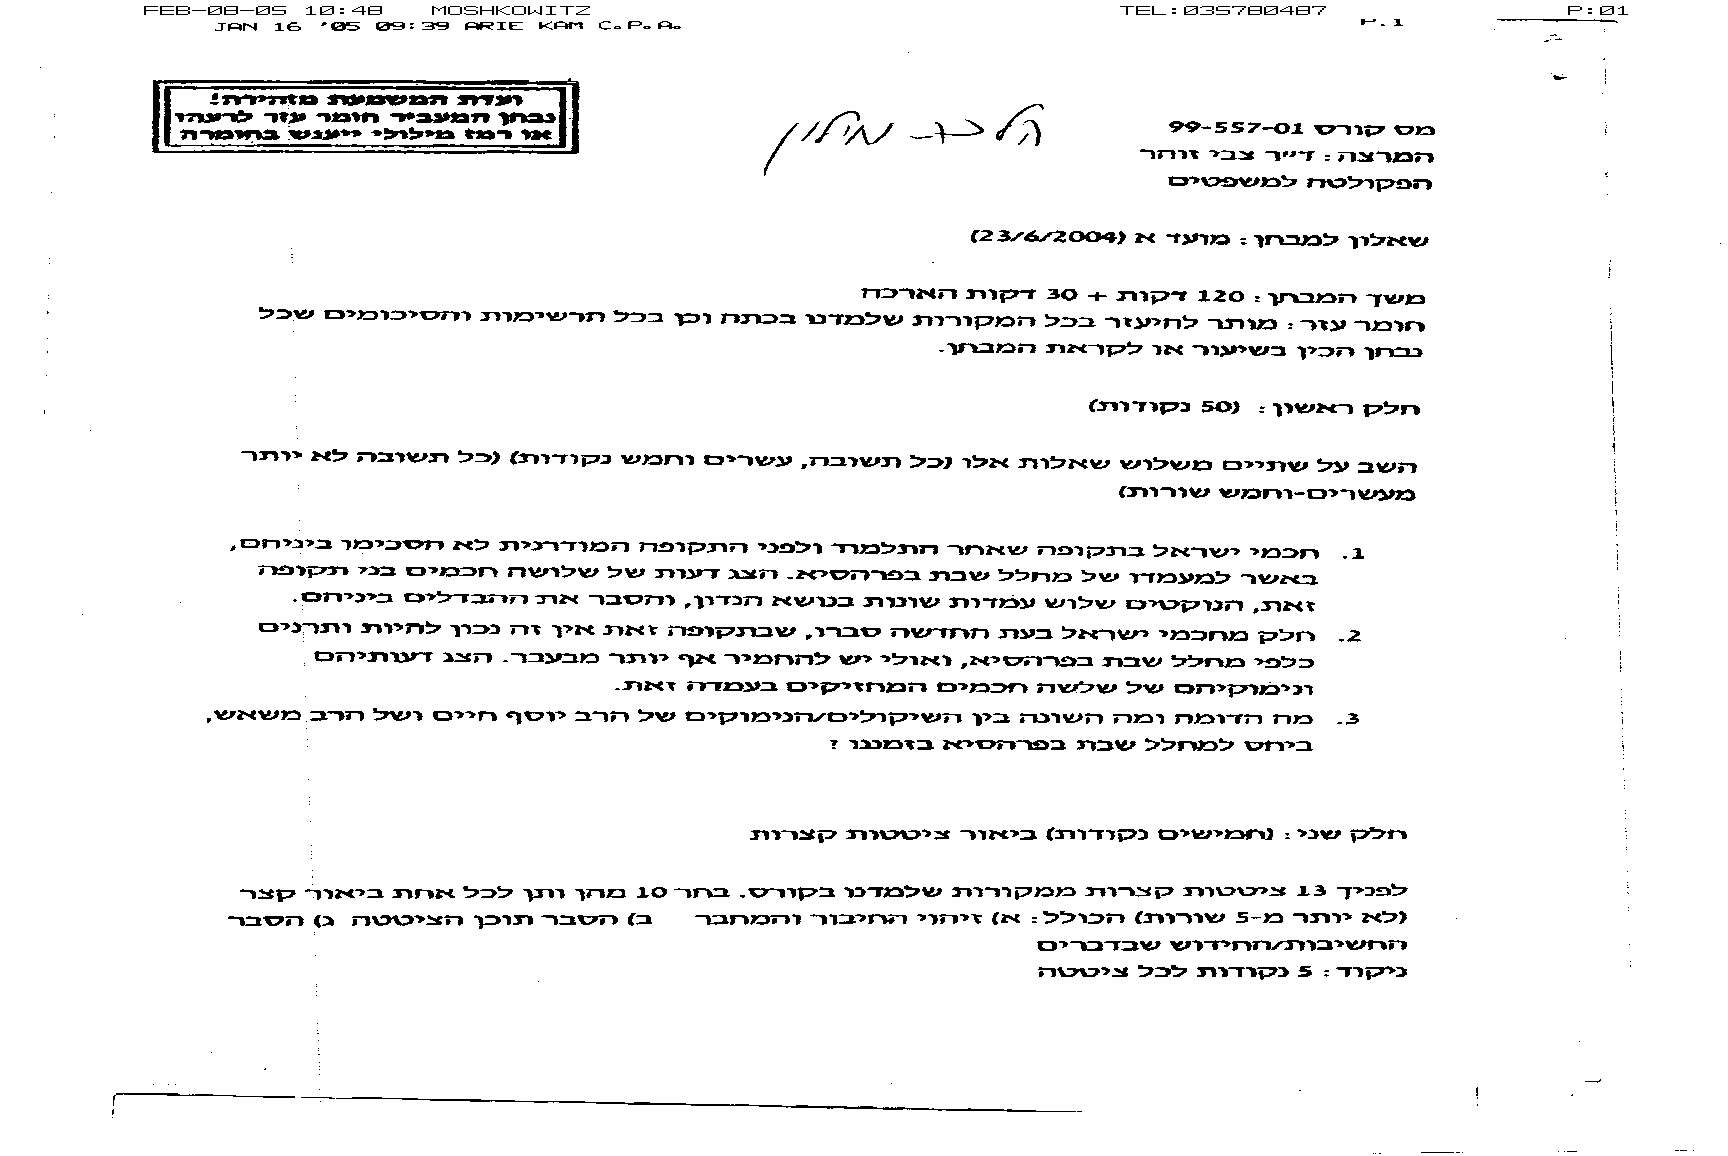 FEB-08-05 10:48 MOSHKOWITZ TEL:035780487 P:01
JAN 16 '05 09:39 ARIE KAM C.P.A. P.1
ועדת המשמעת מזהירה!
נבחן המעביר חומר עזר לרעהו
או רמז מילולי ייענש בחומרה
מס קורס 99-557-01
המרצה: ד"ר צבי זוהר
הפקולטה למשפטים
שאלון למבחן: מועד א (23/6/2004)
משך המבחן: 120 דקות + 30 דקות הארכה
חומר עזר: מותר להיעזר בכל המקורות שלמדנו בכתה וכן בכל הרשימות והסיכומים שכל
נבחן הכין בשיעור או לקראת המבחן.
חלק ראשון: (50 נקודות)
השב על שתיים משלוש שאלות אלו (כל תשובה, עשרים וחמש נקודות) (כל תשובה לא יותר
מעשרים-וחמש שורות)
1. חכמי ישראל בתקופה שאחר התלמוד ולפני התקופה המודרנית לא הסכימו ביניהם,
באשר למעמדו של מחלל שבת בפרהסיא. הצג דעות של שלושה חכמים בני תקופה
זאת, הנוקטים שלוש עמדות שונות בנושא הנדון, והסבר את ההבדלים ביניהם.
2. חלק מחכמי ישראל בעת החדשה סברו, שבתקופה זאת אין זה נכון להיות ותרנים
כלפי מחלל שבת בפרהסיא, ואולי יש להחמיר אף יותר מבעבר. הצג דעותיהם
ונימוקיהם של שלשה חכמים המחזיקים בעמדה זאת.
3. מה הדומה ומה השונה בין השיקולים/הנימוקים של הרב יוסף חיים ושל הרב משאש,
ביחס למחלל שבת בפרהסיא בזמננו?
חלק שני: (חמישים נקודות) ביאור ציטטות קצרות
לפניך 13 ציטטות קצרות ממקורות שלמדנו בקורס. בחר 10 מהן ותן לכל אחת ביאור קצר
(לא יותר מ-5 שורות) הכולל: א) זיהוי החיבור והמחבר ב) הסבר תוכן הציטטה ג) הסבר
החשיבות/החידוש שבדברים
ניקוד: 5 נקודות לכל ציטטה